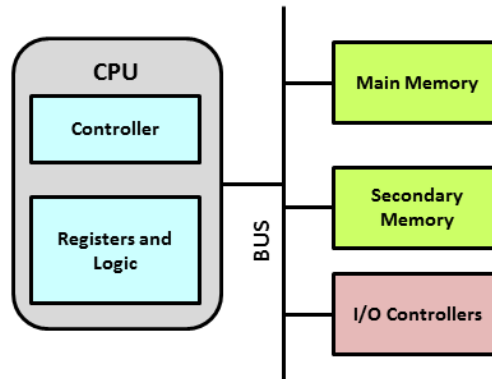 CPU
Controller
Registers and
Logic
BUS
Main Memory
Secondary
Memory
I/O Controllers